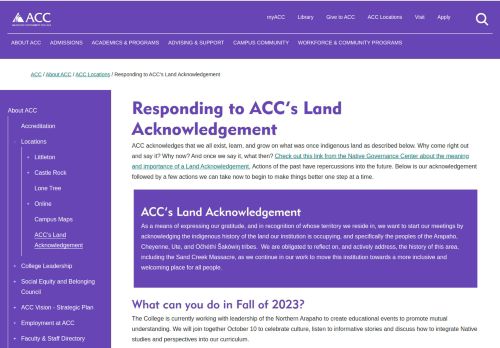 myACC Library Give to ACC ACC Locations Visit Apply
ACC
ABOUT ACC ADMISSIONS ACADEMICS & PROGRAMS ADVISING & SUPPORT CAMPUS COMMUNITY WORKFORCE & COMMUNITY PROGRAMS
ACC / About ACC / ACC Locations / Responding to ACC's Land Acknowledgement
About ACC
Accreditation
Locations
Littleton
Castle Rock
Lone Tree
Online
Campus Maps
ACC's Land
Acknowledgement
College Leadership
Social Equity and Belonging
Council
ACC Vision - Strategic Plan
Employment at ACC
Faculty & Staff Directory
Responding to ACC's Land
Acknowledgement
ACC acknowledges that we all exist, learn, and grow on what was once indigenous land as described below. Why come right out
and say it? Why now? And once we say it, what then? Check out this link from the Native Governance Center about the meaning
and importance of a Land Acknowledgement. Actions of the past have repercussions into the future. Below is our acknowledgement
followed by a few actions we can take now to begin to make things better one step at a time.
ACC's Land Acknowledgement
As a means of expressing our gratitude, and in recognition of whose territory we reside in, we want to start our meetings by
acknowledging the indigenous history of the land our institution is occupying, and specifically the peoples of the Arapaho,
Cheyenne, Ute, and Očhéthi Šakówiŋ tribes. We are obligated to reflect on, and actively address, the history of this area,
including the Sand Creek Massacre, as we continue in our work to move this institution towards a more inclusive and
welcoming place for all people.
What can you do in Fall of 2023?
The College is currently working with leadership of the Northern Arapaho to create educational events to promote mutual
understanding. We will join together October 10 to celebrate culture, listen to informative stories and discuss how to integrate Native
studies and perspectives into our curriculum.